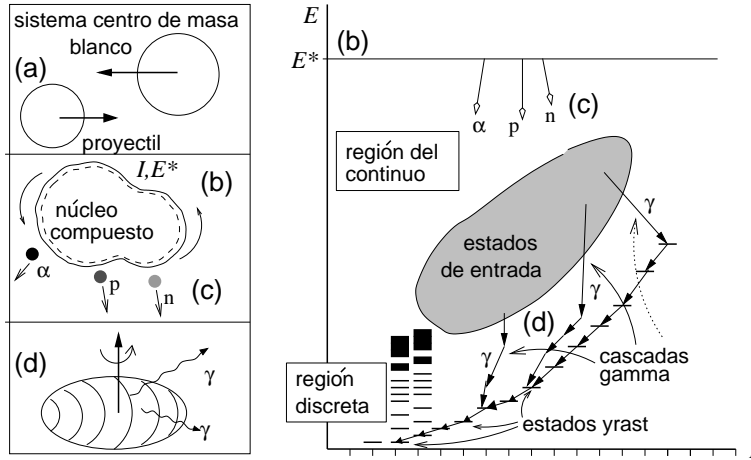 sistema centro de masa
blanco
(a)
proyectil
I,E*
(b)
núcleo
compuesto
α
p
n
(c)
(d)
γ
γ
E
(b)
E*
α
p
n
(c)
región del
continuo
γ
estados
de entrada
γ
(d)
γ
cascadas
gamma
región
discreta
estados yrast